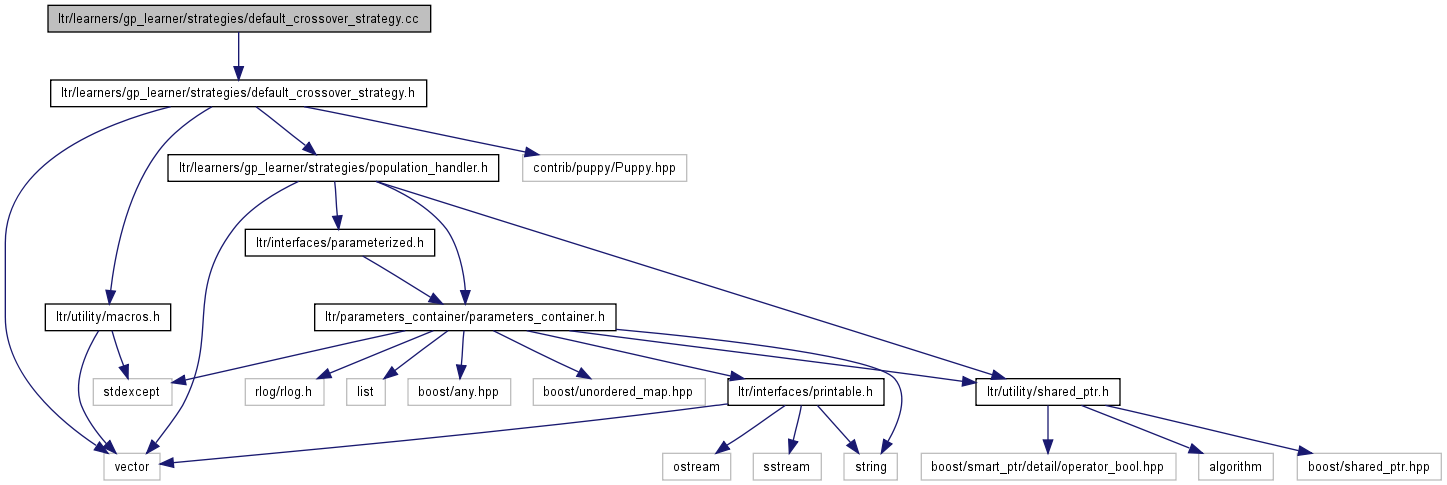 ltr/learners/gp_learner/strategies/default_crossover_strategy.cc
ltr/learners/gp_learner/strategies/default_crossover_strategy.h
ltr/learners/gp_learner/strategies/population_handler.h
contrib/puppy/Puppy.hpp
ltr/interfaces/parameterized.h
ltr/utility/macros.h
ltr/parameters_container/parameters_container.h
stdexcept
rlog/rlog.h
list
boost/any.hpp
boost/unordered_map.hpp
ltr/interfaces/printable.h
ltr/utility/shared_ptr.h
vector
ostream
sstream
string
boost/smart_ptr/detail/operator_bool.hpp
algorithm
boost/shared_ptr.hpp